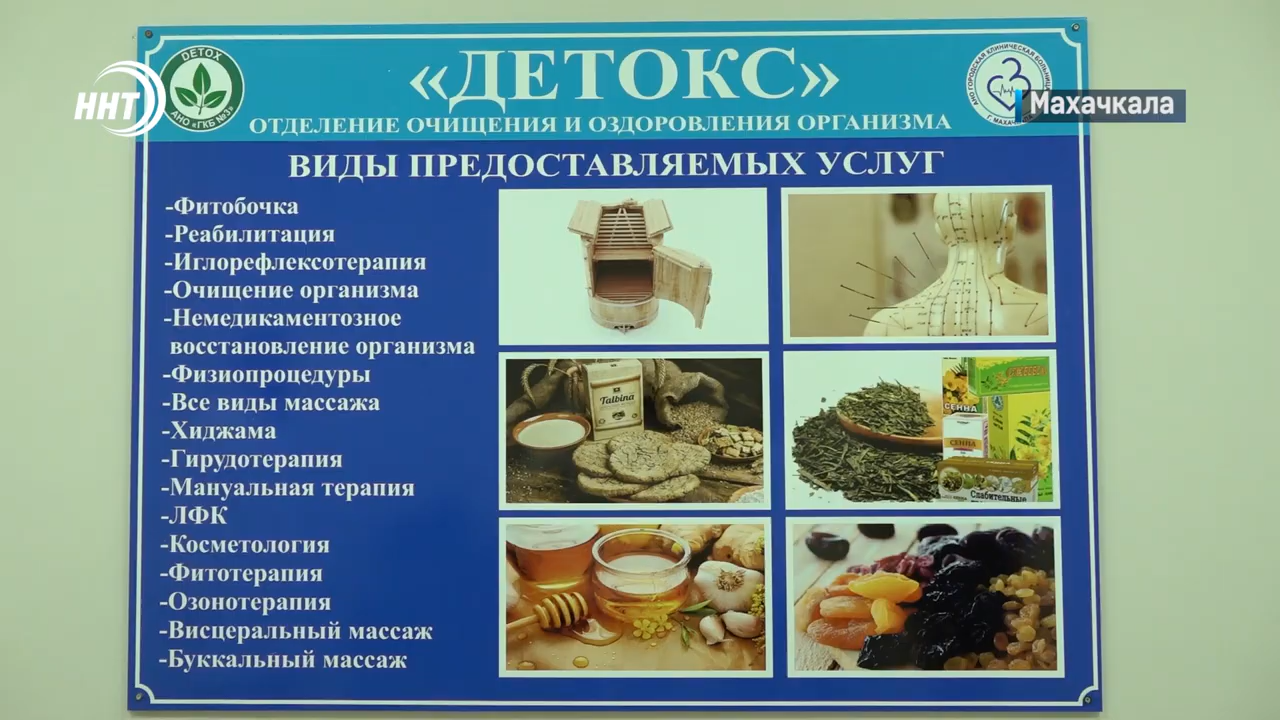 ННТ
DETOX
АНО «ГКБ №3»
«ДЕТОКС»
Махачкала
ОТДЕЛЕНИЕ ОЧИЩЕНИЯ И ОЗДОРОВЛЕНИЯ ОРГАНИЗМА
ВИДЫ ПРЕДОСТАВЛЯЕМЫХ УСЛУГ
-Фитобочка
-Реабилитация
-Иглорефлексотерапия
-Очищение организма
-Немедикаментозное
восстановление организма
-Физиопроцедуры
-Все виды массажа
-Хиджама
-Гирудотерапия
-Мануальная терапия
-ЛФК
-Косметология
-Фитотерапия
-Озонотерапия
-Висцеральный массаж
-Буккальный массаж
Talbina
СЕННА
СЕННА
Слабительные